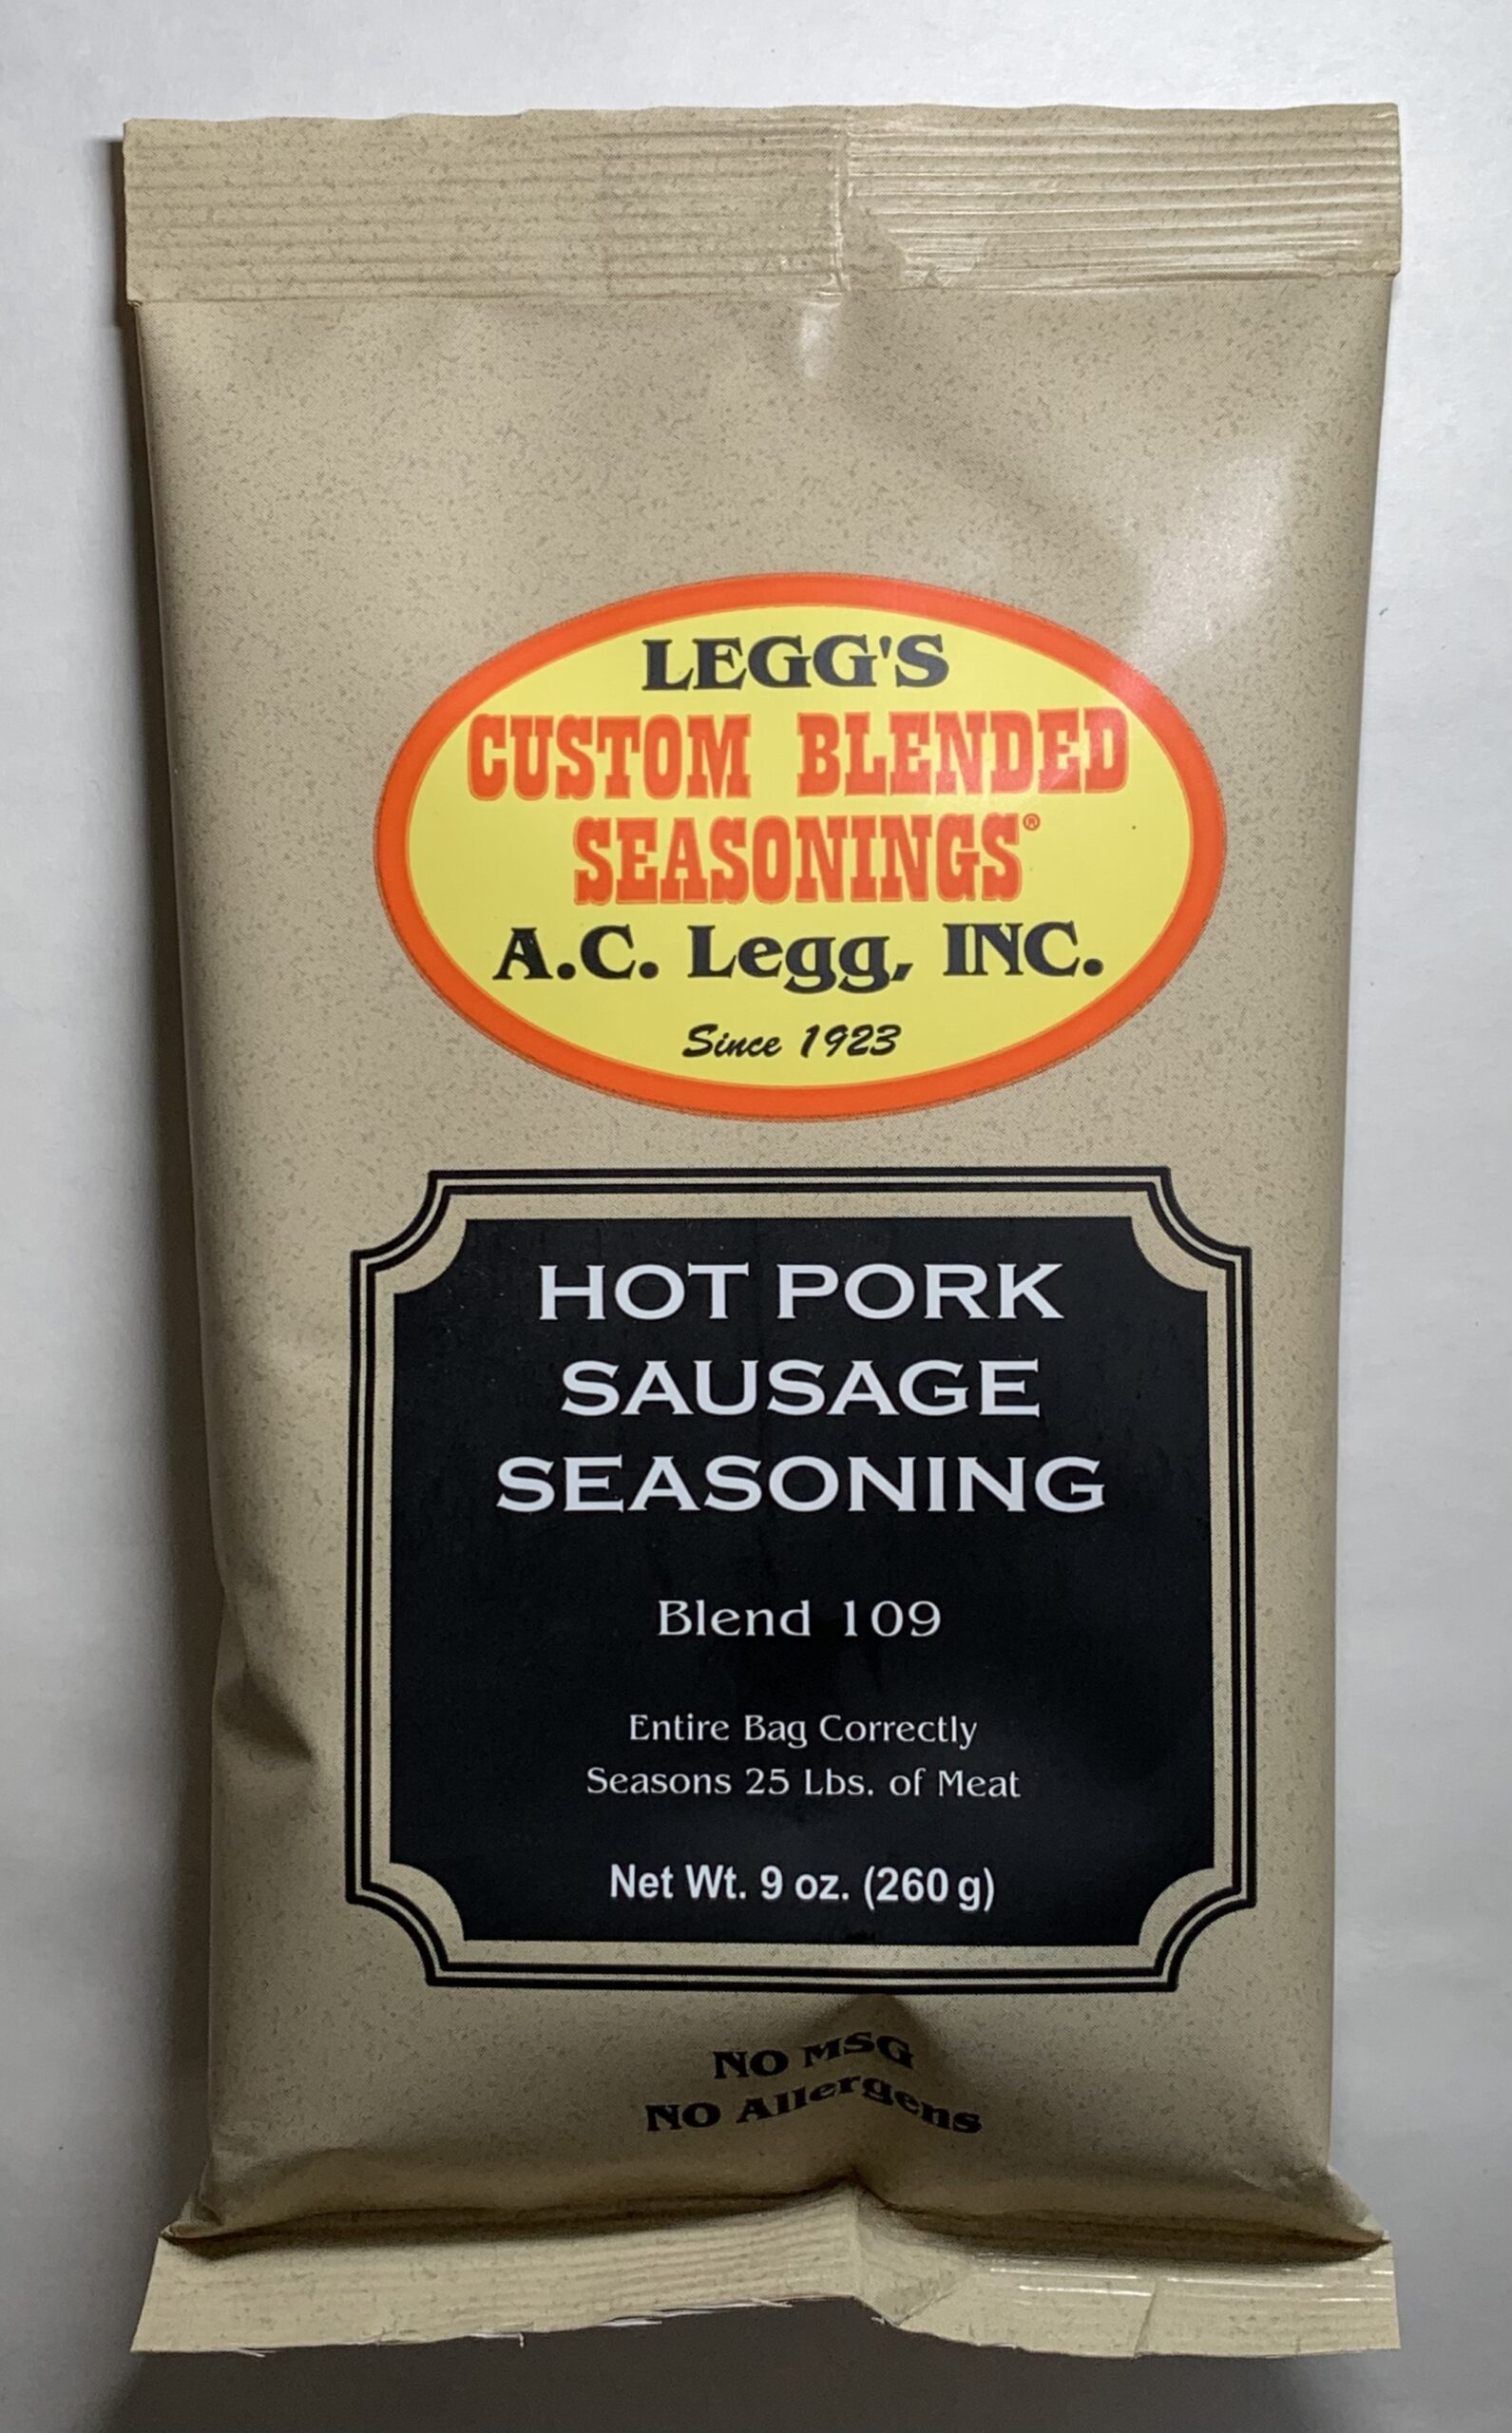 LEGG'S
CUSTOM BLENDED
SEASONINGS®
A.C. Legg, INC.
Since 1923
HOT PORK
SAUSAGE
SEASONING
Blend 109
Entire Bag Correctly
Seasons 25 Lbs. of Meat
Net Wt. 9 oz. (260 g)
NO MSG
NO Allergens